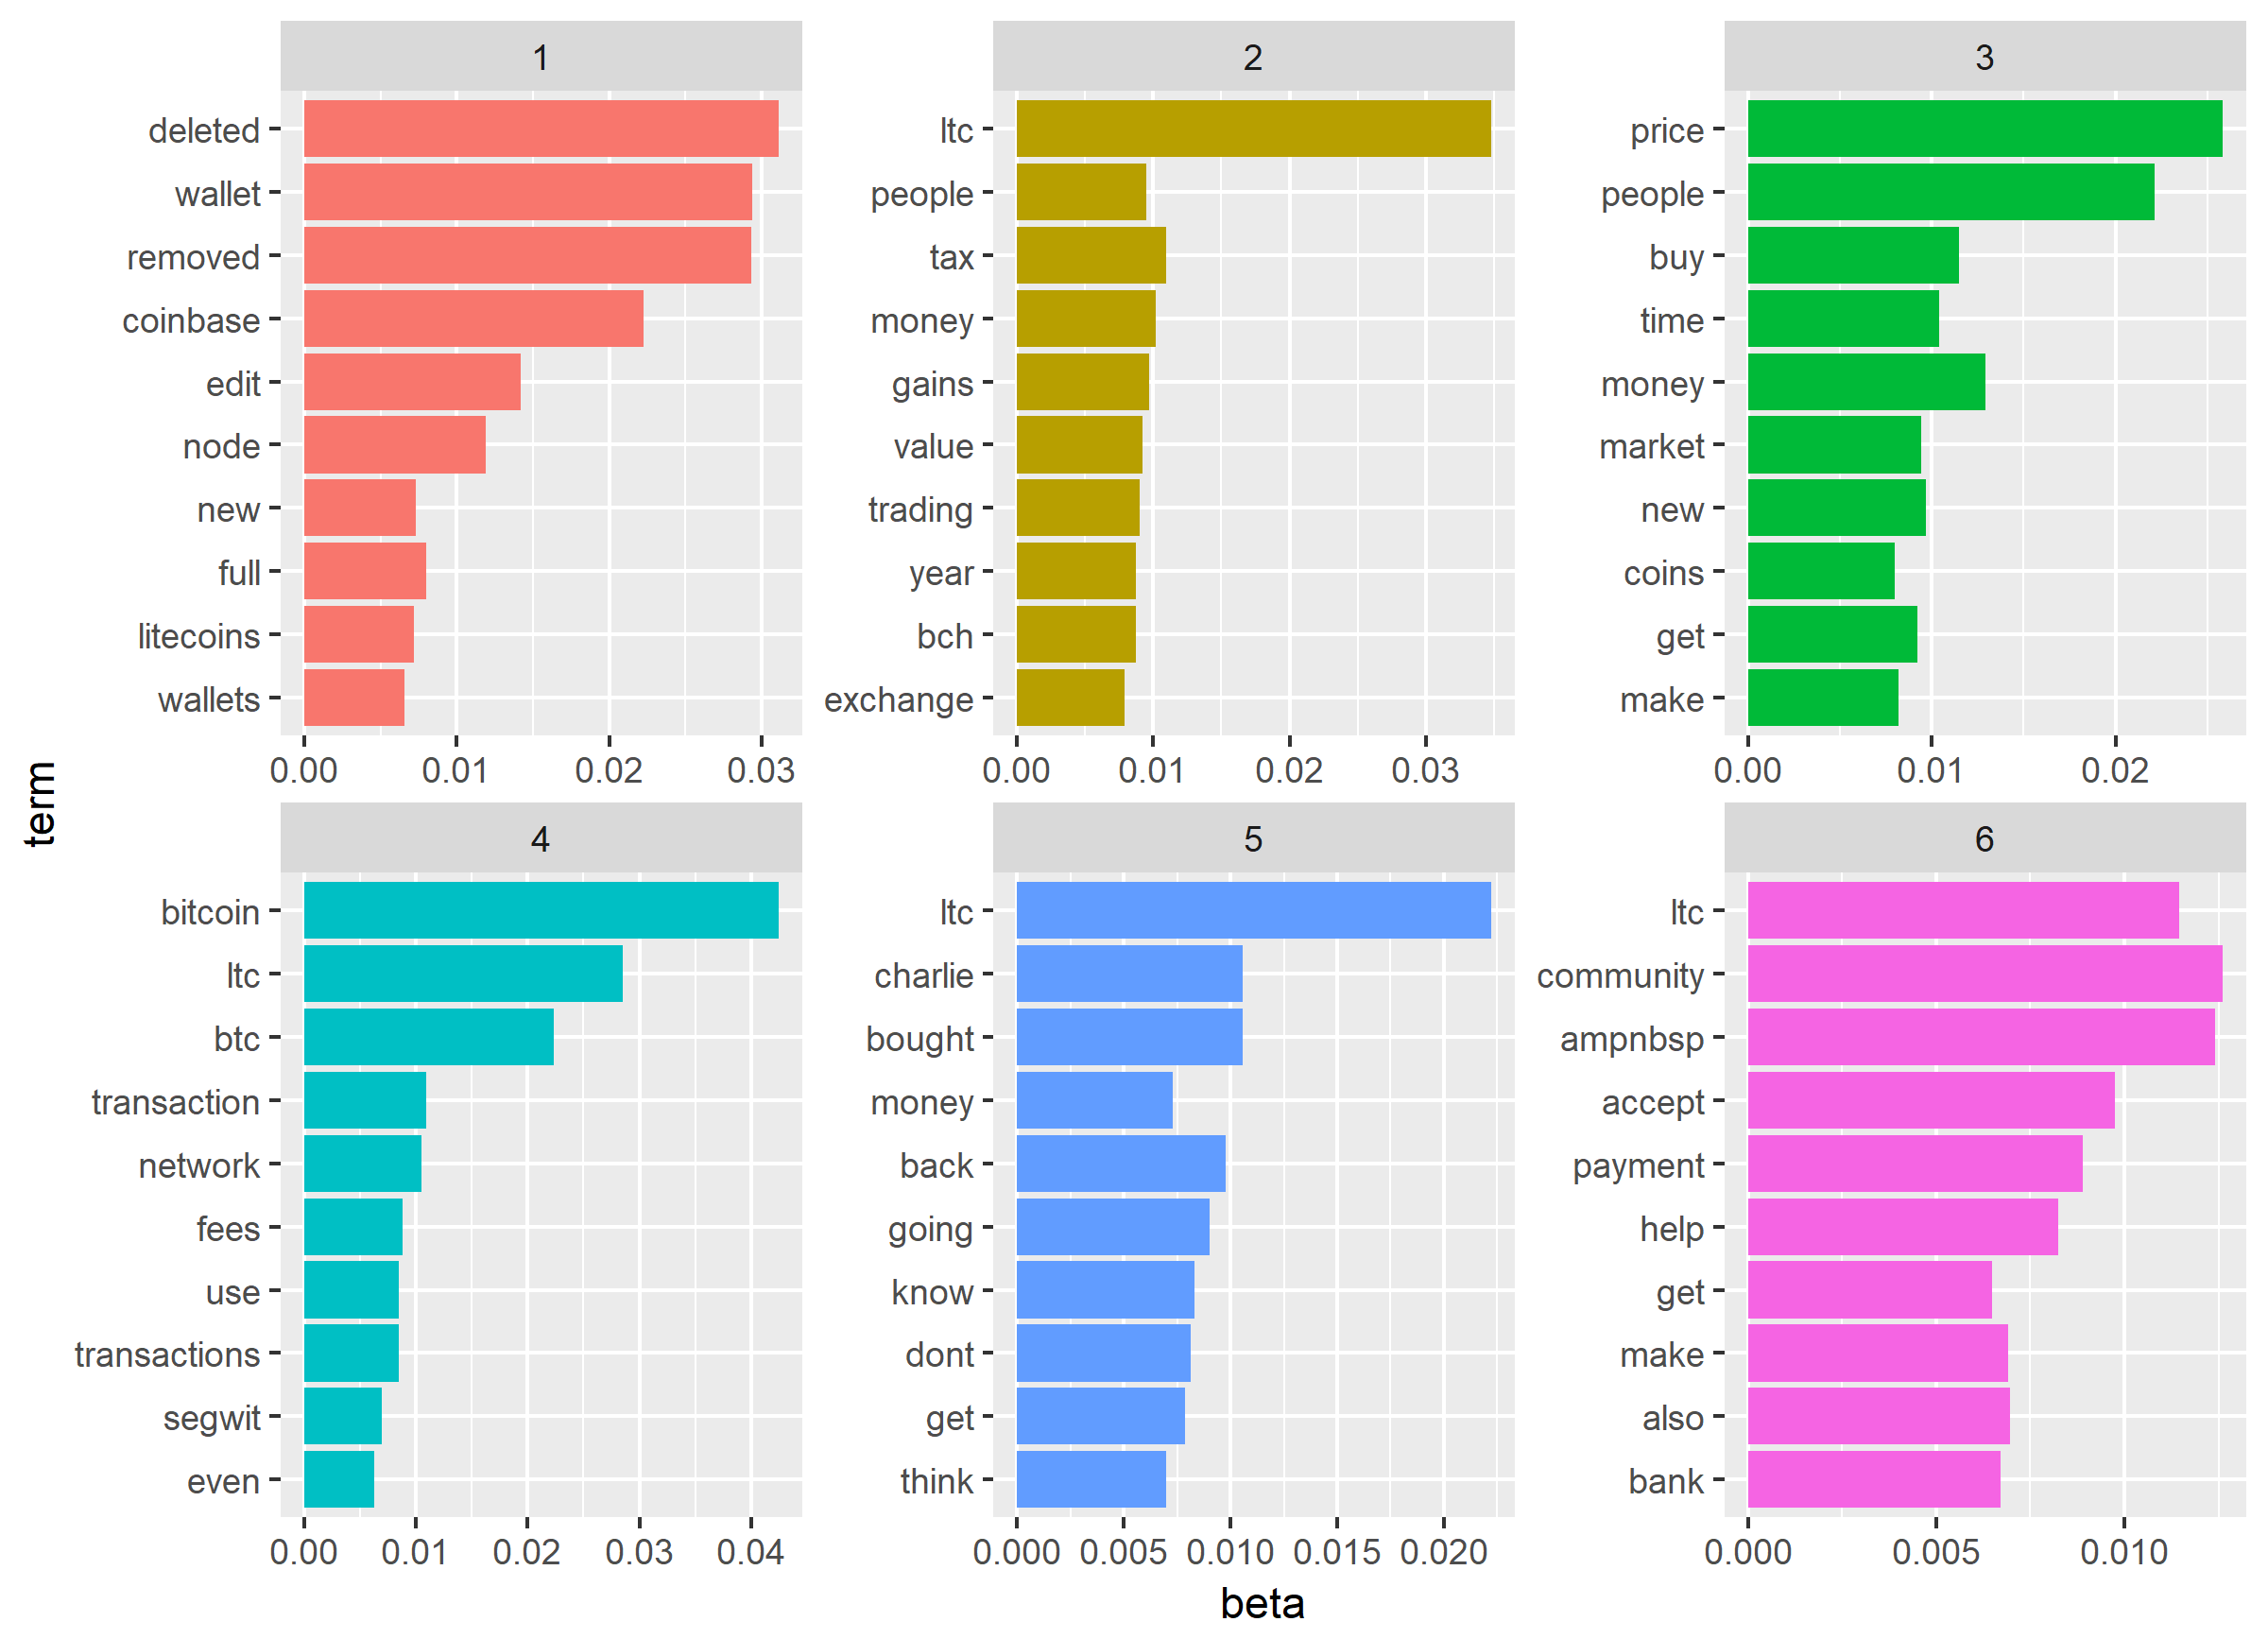 1
deleted
wallet
removed
coinbase
edit
node
new
full
litecoins
wallets
0.00 0.01 0.02 0.03
2
ltc
people
tax
money
gains
value
trading
year
bch
exchange
0.00 0.01 0.02 0.03
3
price
people
buy
time
money
market
new
coins
get
make
0.00 0.01 0.02
4
bitcoin
ltc
btc
transaction
network
fees
use
transactions
segwit
even
0.00 0.01 0.02 0.03 0.04
5
ltc
charlie
bought
money
back
going
know
dont
get
think
0.000 0.005 0.010 0.015 0.020
6
ltc
community
ampnbsp
accept
payment
help
get
make
also
bank
0.000 0.005 0.010
term
beta